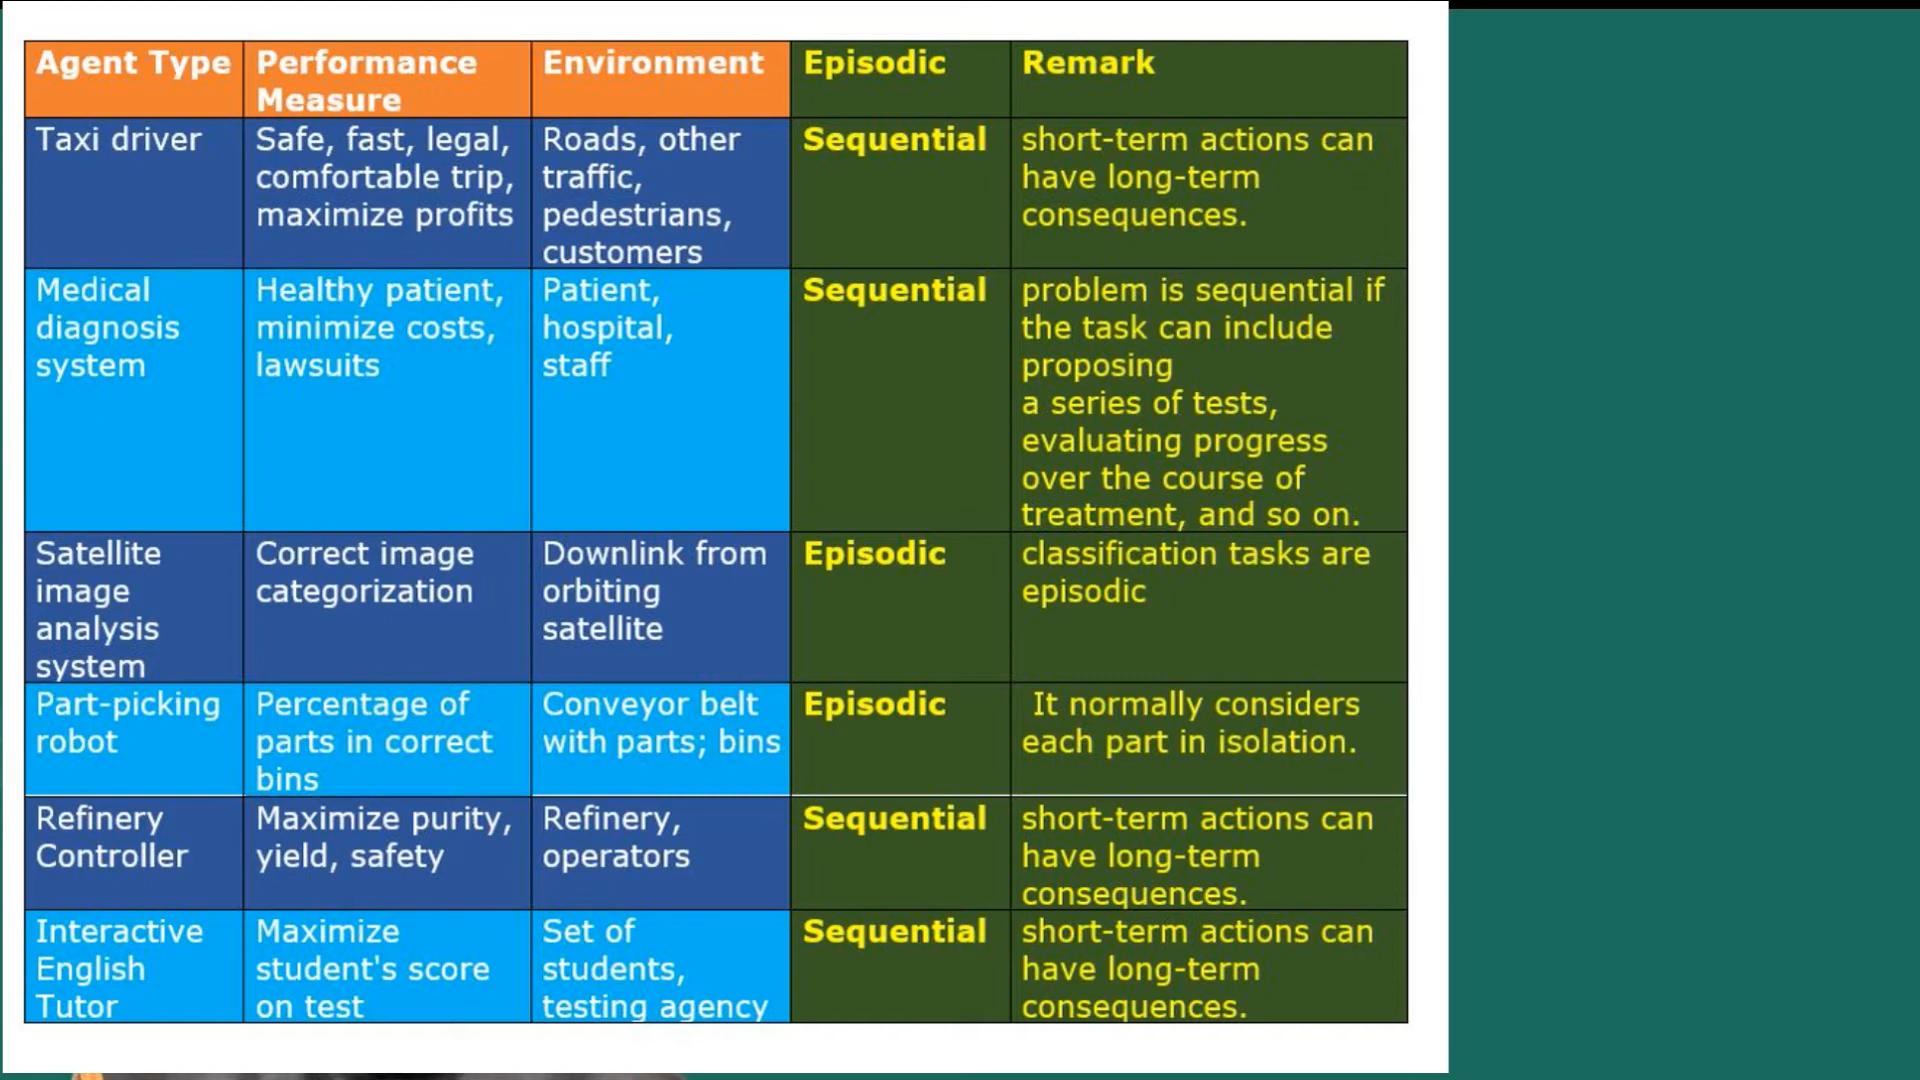 Agent Type
Performance
Measure
Environment
Episodic
Remark
Taxi driver
Safe, fast, legal,
comfortable trip,
maximize profits
Roads, other
traffic,
pedestrians,
customers
Sequential
short-term actions can
have long-term
consequences.
Medical
diagnosis
system
Healthy patient,
minimize costs,
lawsuits
Patient,
hospital,
staff
Sequential
problem is sequential if
the task can include
proposing
a series of tests,
evaluating progress
over the course of
treatment, and so on.
Satellite
image
analysis
system
Correct image
categorization
Downlink from
orbiting
satellite
Episodic
classification tasks are
episodic
Part-picking
robot
Percentage of
parts in correct
bins
Conveyor belt
with parts; bins
Episodic
It normally considers
each part in isolation.
Refinery
Controller
Maximize purity,
yield, safety
Refinery,
operators
Sequential
short-term actions can
have long-term
consequences.
Interactive
English
Tutor
Maximize
student's score
on test
Set of
students,
testing agency
Sequential
short-term actions can
have long-term
consequences.